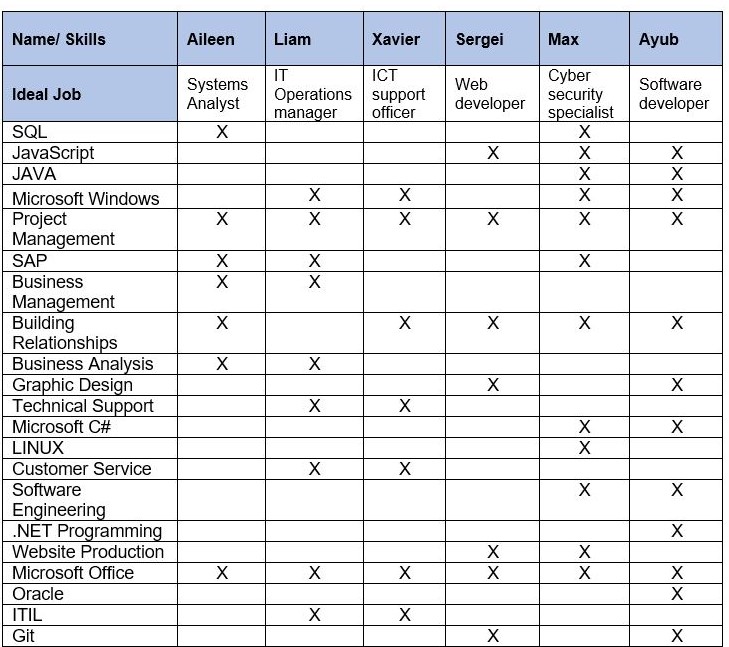 Name/ Skills Aileen Liam Xavier Sergei Max Ayub
Ideal Job Systems Analyst IT Operations manager ICT support officer Web developer Cyber security specialist Software developer
SQL X X
JavaScript X X X
JAVA X X
Microsoft Windows X X X X
Project Management X X X X X X
SAP X X X
Business Management X X
Building Relationships X X X X X
Business Analysis X X
Graphic Design X X
Technical Support X X
Microsoft C# X X
LINUX X
Customer Service X X
Software Engineering X X
.NET Programming X
Website Production X X
Microsoft Office X X X X X X
Oracle X
ITIL X X
Git X X